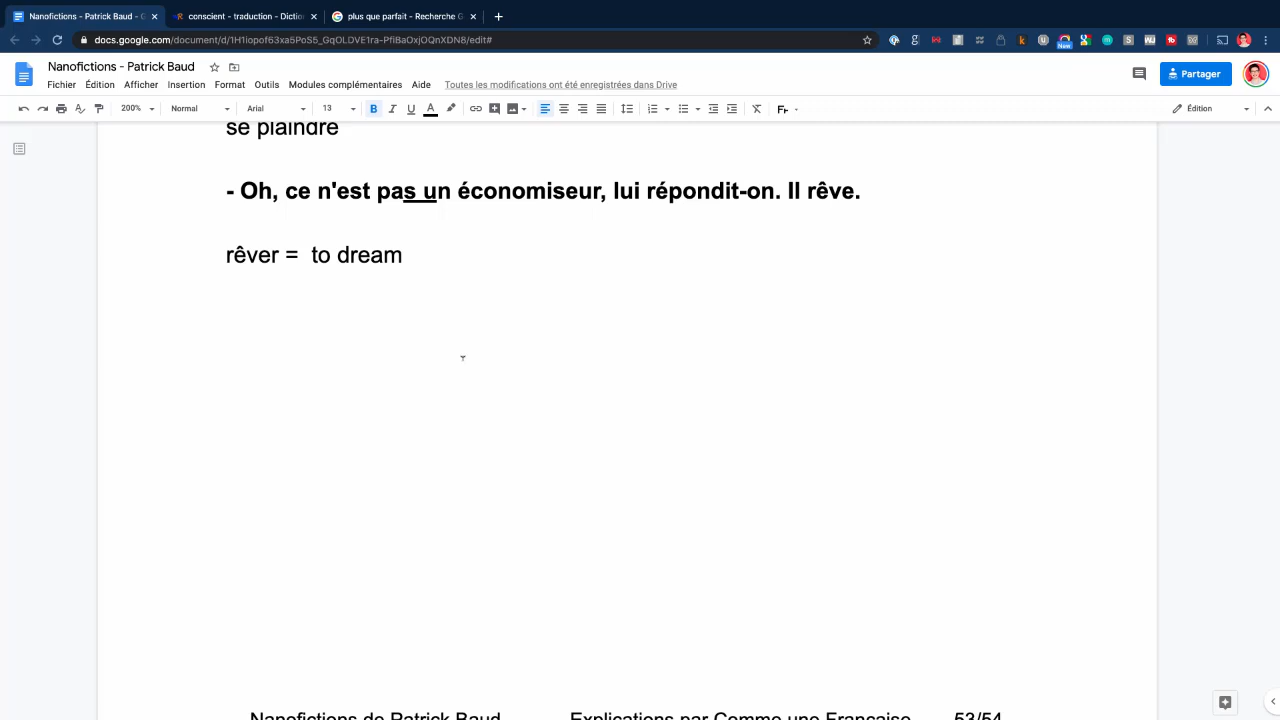 Nanofictions - Patrick Baud - G
conscient - traduction - Dictio
plus que parfait - Recherche G
docs.google.com/document/d/1H1iopof63xa5PoS5_GqOLDVE1ra-PfiBaOxjOQnXDN8/edit#
New
Nanofictions - Patrick Baud
Fichier Édition Afficher Insertion Format Outils Modules complémentaires Aide Toutes les modifications ont été enregistrées dans Drive
Partager
200% Normal Arial 13 B I U A Édition
se plaindre
- Oh, ce n'est pas un économiseur, lui répondit-on. Il rêve.
rêver = to dream
Nanofictions de Patrick Baud Explications par Comme une Française 53/54